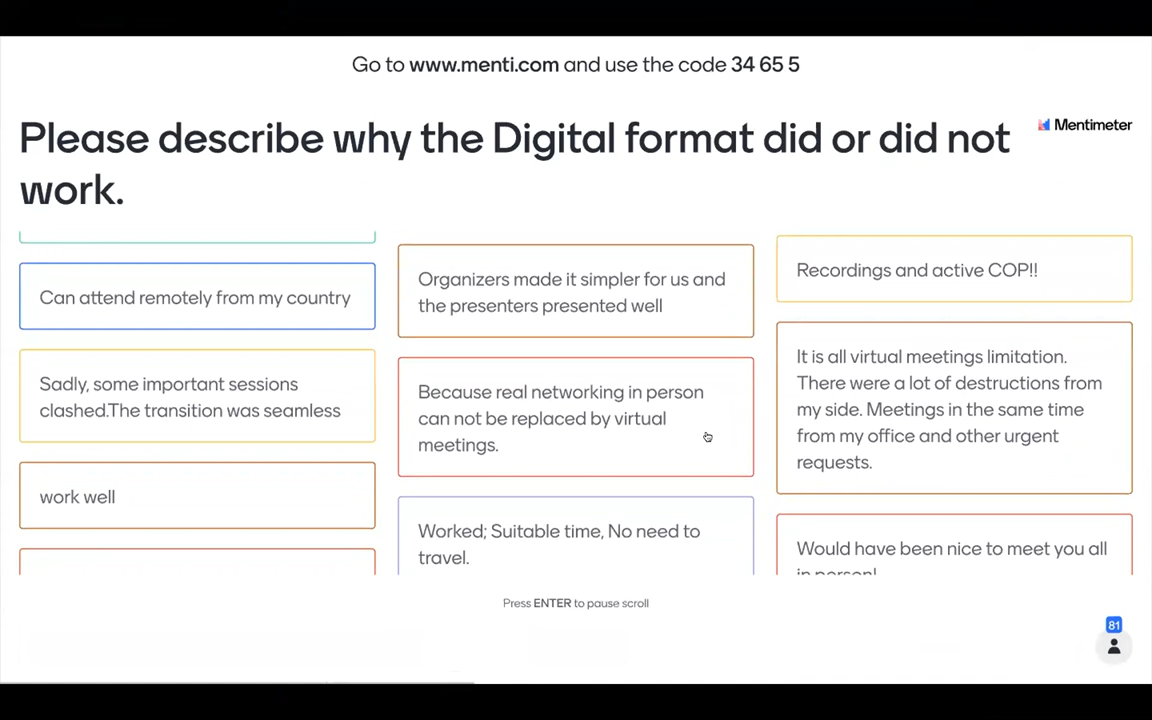 Go to www.menti.com and use the code 34 65 5
Please describe why the Digital format did or did not
work.
Mentimeter
Can attend remotely from my country
Sadly, some important sessions
clashed.The transition was seamless
work well
Organizers made it simpler for us and
the presenters presented well
Because real networking in person
can not be replaced by virtual
meetings.
Worked; Suitable time, No need to
travel.
Recordings and active COP!!
It is all virtual meetings limitation.
There were a lot of destructions from
my side. Meetings in the same time
from my office and other urgent
requests.
Would have been nice to meet you all
in person!
Press ENTER to pause scroll
81